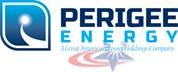 PERIGEE
ENERGY
A Great American Power Holdings Company